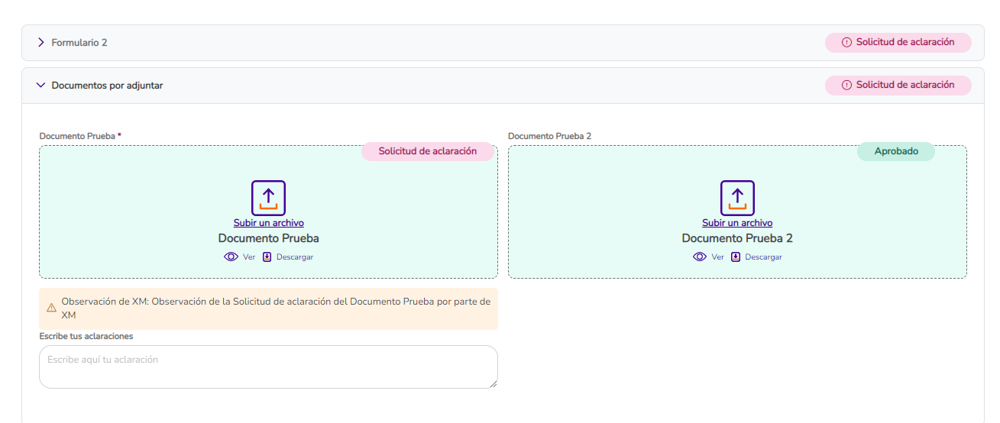 Formulario 2
Solicitud de aclaración
Documentos por adjuntar
Solicitud de aclaración
Documento Prueba *
Solicitud de aclaración
Subir un archivo
Documento Prueba
Ver
Descargar
Documento Prueba 2
Aprobado
Subir un archivo
Documento Prueba 2
Ver
Descargar
Observación de XM: Observación de la Solicitud de aclaración del Documento Prueba por parte de
XM
Escribe tus aclaraciones
Escribe aquí tu aclaración